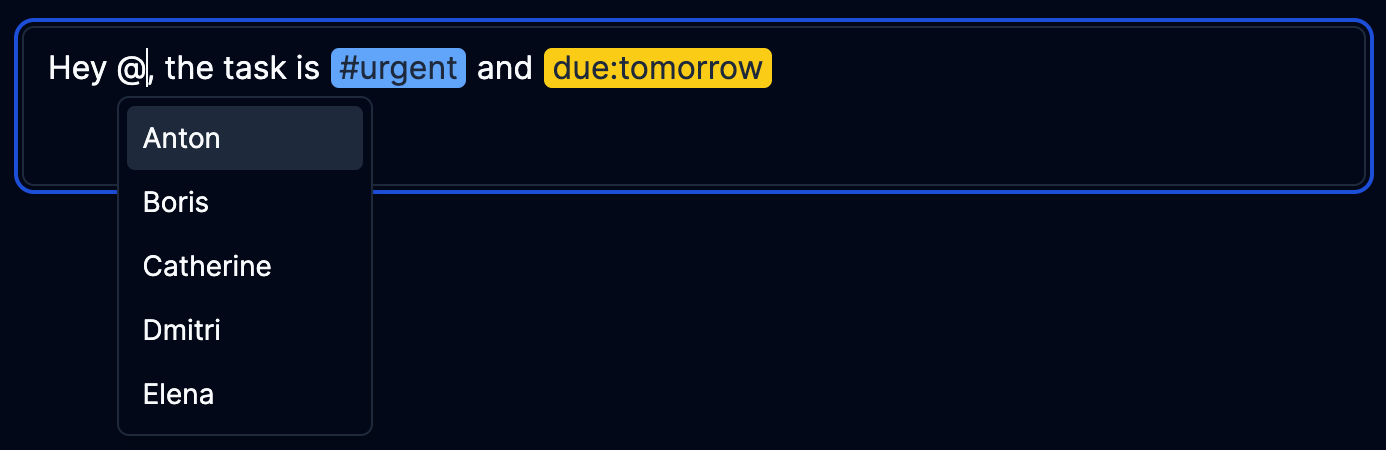 Hey @, the task is #urgent and due:tomorrow
Anton
Boris
Catherine
Dmitri
Elena